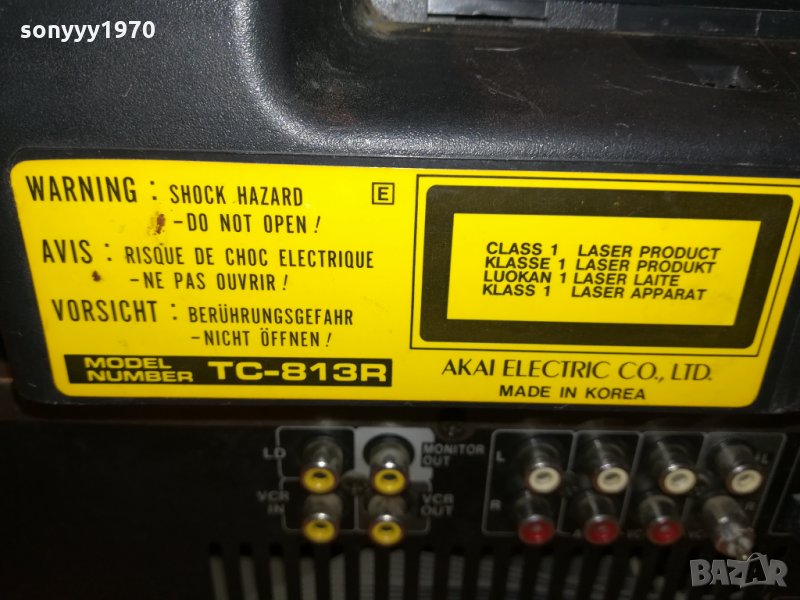 sonyyy1970
WARNING : SHOCK HAZARD E
-DO NOT OPEN !
AVIS : RISQUE DE CHOC ELECTRIQUE
-NE PAS OUVRIR !
VORSICHT : BERÜHRUNGSGEFAHR
-NICHT ÖFFNEN !
MODEL NUMBER TC-813R
CLASS 1 LASER PRODUCT
KLASSE 1 LASER PRODUKT
LUOKAN 1 LASER LAITE
KLASS 1 LASER APPARAT
AKAI ELECTRIC CO., LTD.
MADE IN KOREA
LD MONITOR OUT
VCR IN VCR OUT
L L
R R
BAZAR